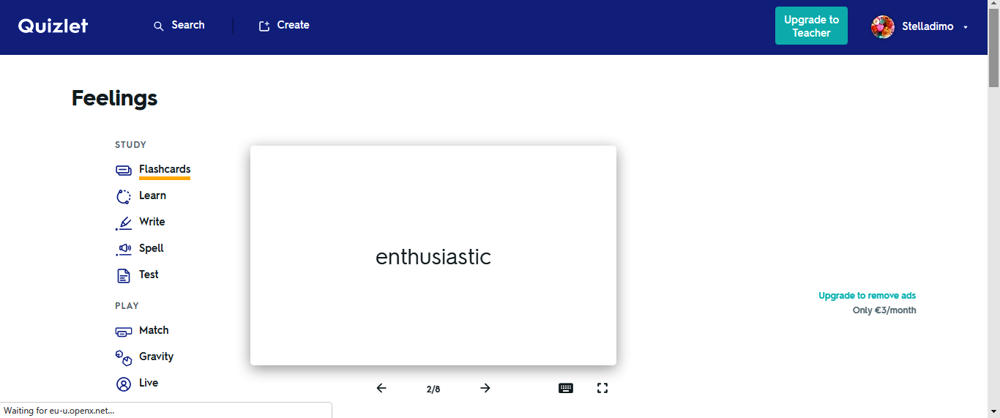 Quizlet
Search
Create
Upgrade to
Teacher
Stelladimo
Feelings
STUDY
Flashcards
Learn
Write
Spell
Test
PLAY
Match
Gravity
Live
enthusiastic
2/8
Upgrade to remove ads
Only €3/month
Waiting for eu-u.openx.net...